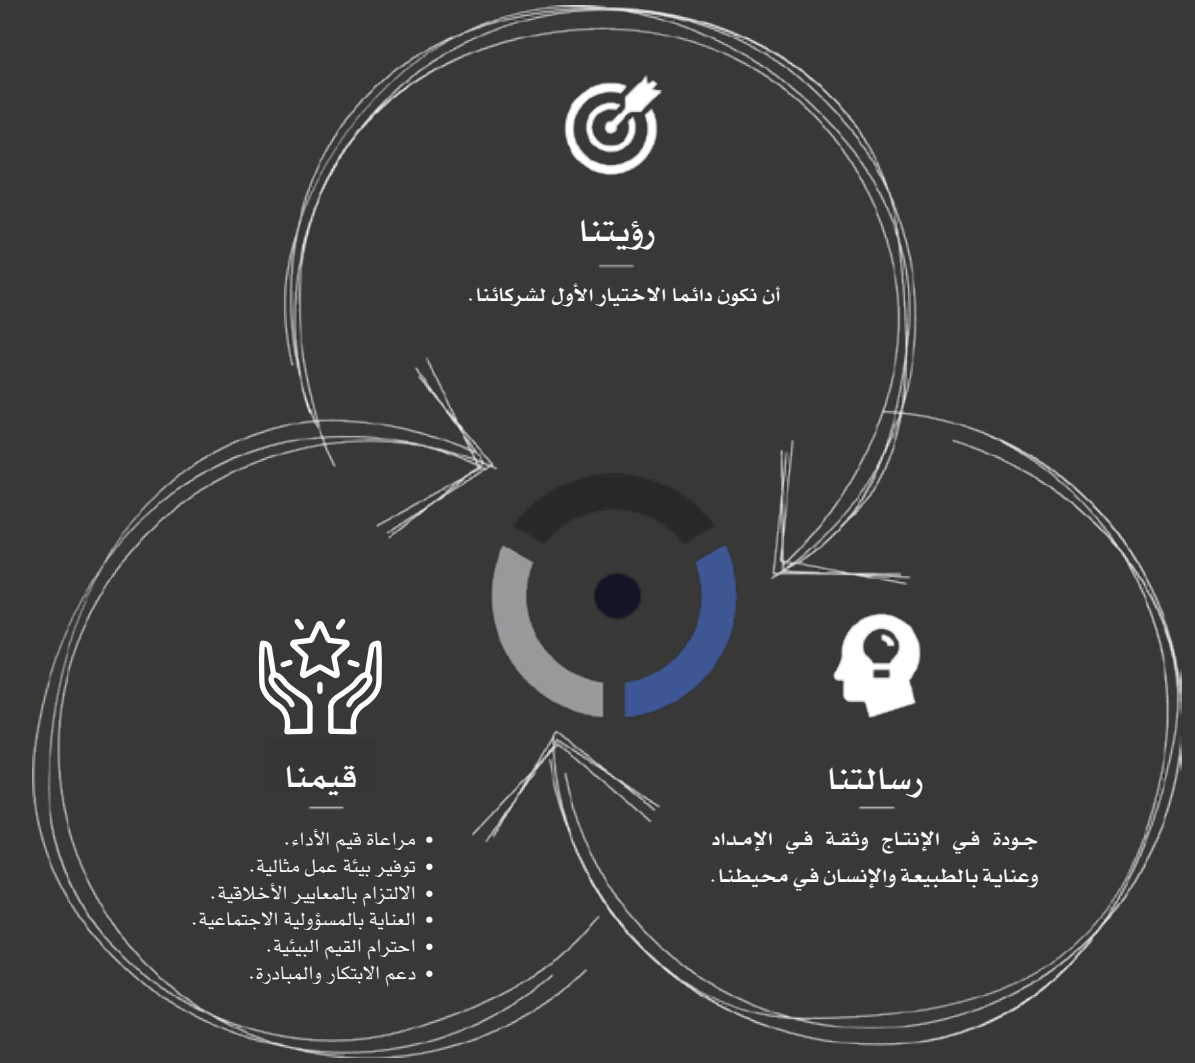 رؤيتنا
أن نكون دائما الاختيار الأول لشركائنا.
رسالتنا
جودة في الإنتاج وثقة في الإمداد
وعناية بالطبيعة والإنسان في محيطنا.
قيمنا
• مراعاة قيم الأداء.
• توفير بيئة عمل مثالية.
• الالتزام بالمعايير الأخلاقية.
• العناية بالمسؤولية الاجتماعية.
• احترام القيم البيئية.
• دعم الابتكار والمبادرة.